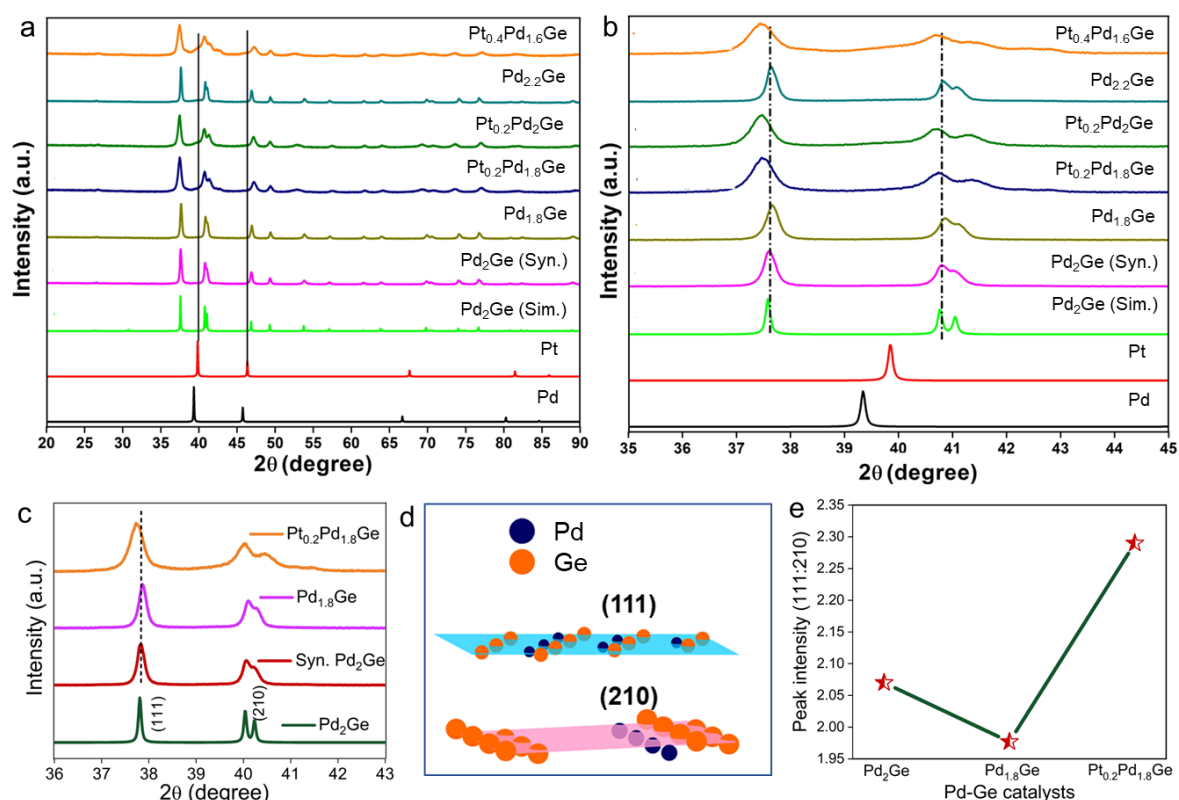 a
Intensity (a.u.)
Pt0.4Pd1.6Ge
Pd2.2Ge
Pt0.2Pd2Ge
Pt0.2Pd1.8Ge
Pd1.8Ge
Pd2Ge (Syn.)
Pd2Ge (Sim.)
Pt
Pd
20 25 30 35 40 45 50 55 60 65 70 75 80 85 90
2θ (degree)
b
Intensity (a.u.)
Pt0.4Pd1.6Ge
Pd2.2Ge
Pt0.2Pd2Ge
Pt0.2Pd1.8Ge
Pd1.8Ge
Pd2Ge (Syn.)
Pd2Ge (Sim.)
Pt
Pd
35 36 37 38 39 40 41 42 43 44 45
2θ (degree)
c
Intensity (a.u.)
Pt0.2Pd1.8Ge
Pd1.8Ge
Syn. Pd2Ge
Pd2Ge
(111)
(210)
36 37 38 39 40 41 42 43
2θ (degree)
d
Pd
Ge
(111)
(210)
e
Peak intensity (111:210)
2.35
2.30
2.25
2.20
2.15
2.10
2.05
2.00
1.95
Pd2Ge Pd1.8Ge Pt0.2Pd1.8Ge
Pd-Ge catalysts